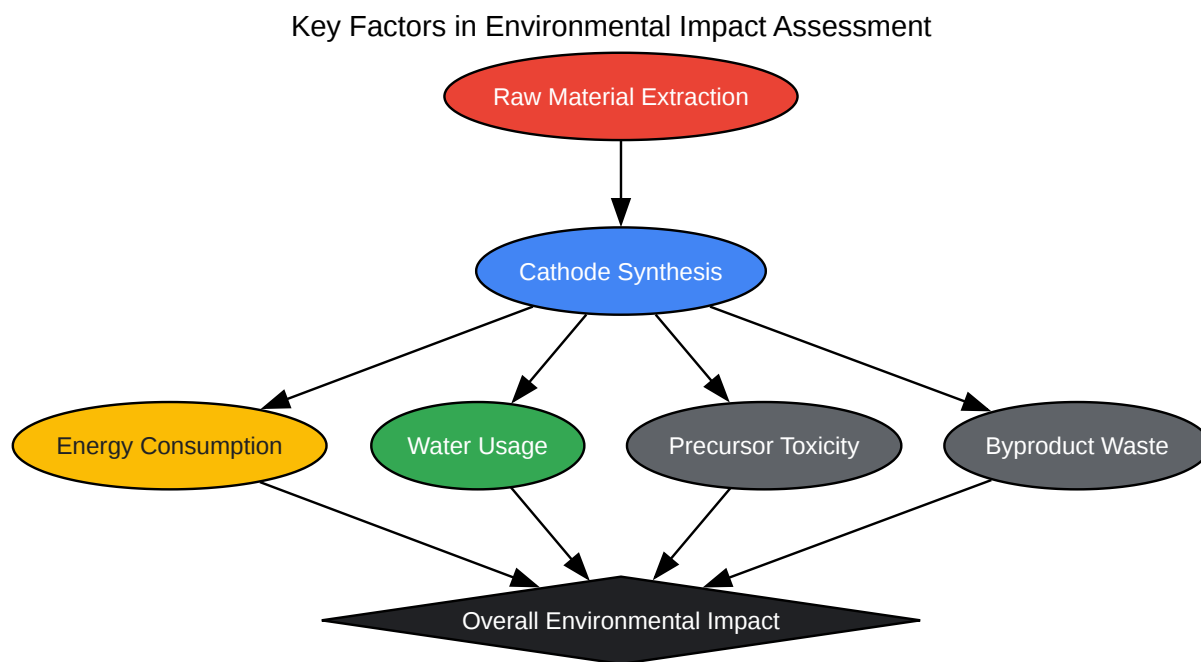 Key Factors in Environmental Impact Assessment
Raw Material Extraction
Cathode Synthesis
Energy Consumption
Water Usage
Precursor Toxicity
Byproduct Waste
Overall Environmental Impact